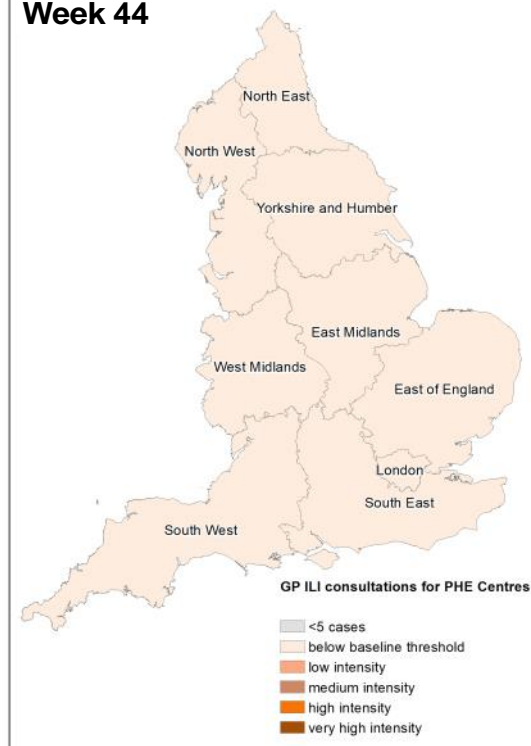 Week 44
North East
North West
Yorkshire and Humber
East Midlands
West Midlands
East of England
London
South East
South West
GP ILI consultations for PHE Centres
<5 cases
below baseline threshold
low intensity
medium intensity
high intensity
very high intensity